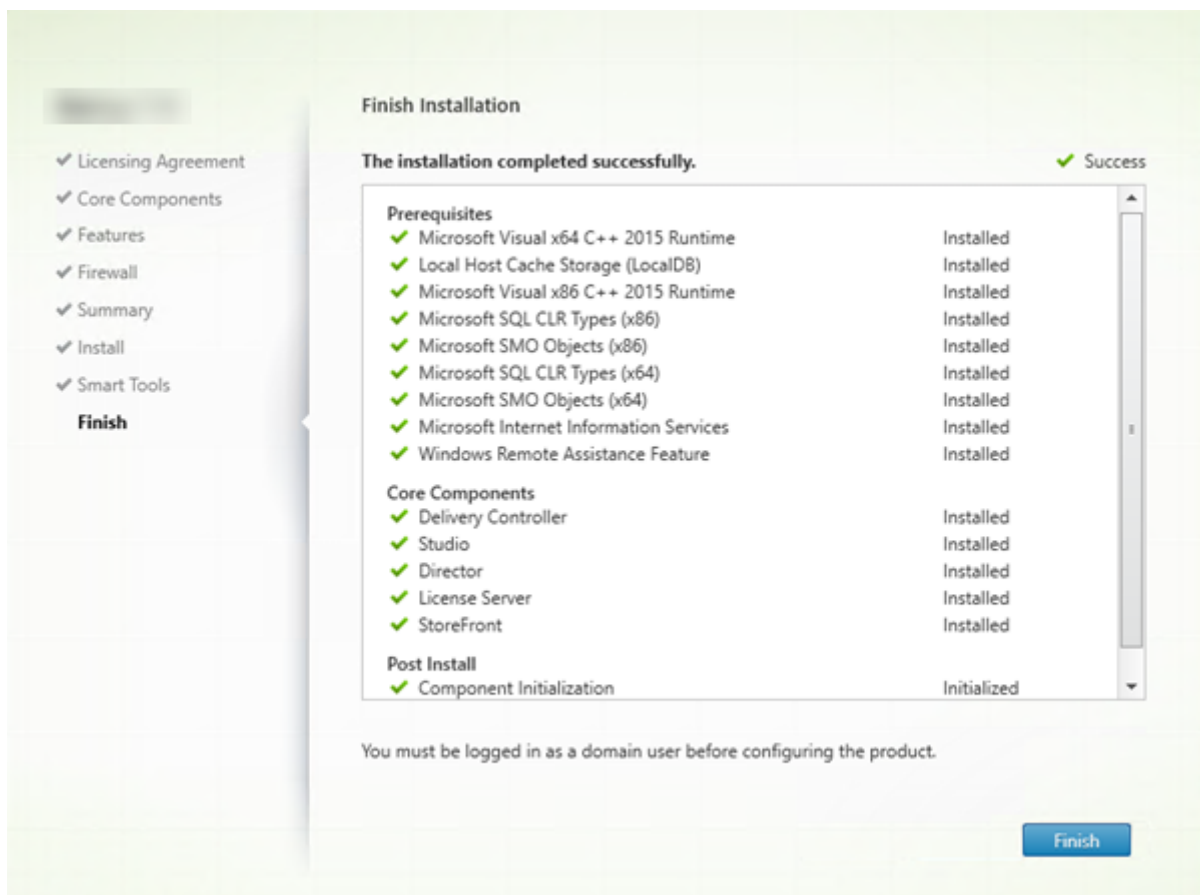 Finish Installation
Licensing Agreement
Core Components
Features
Firewall
Summary
Install
Smart Tools
Finish
The installation completed successfully. Success
Prerequisites
Microsoft Visual x64 C++ 2015 Runtime Installed
Local Host Cache Storage (LocalDB) Installed
Microsoft Visual x86 C++ 2015 Runtime Installed
Microsoft SQL CLR Types (x86) Installed
Microsoft SMO Objects (x86) Installed
Microsoft SQL CLR Types (x64) Installed
Microsoft SMO Objects (x64) Installed
Microsoft Internet Information Services Installed
Windows Remote Assistance Feature Installed
Core Components
Delivery Controller Installed
Studio Installed
Director Installed
License Server Installed
StoreFront Installed
Post Install
Component Initialization Initialized
You must be logged in as a domain user before configuring the product.
Finish